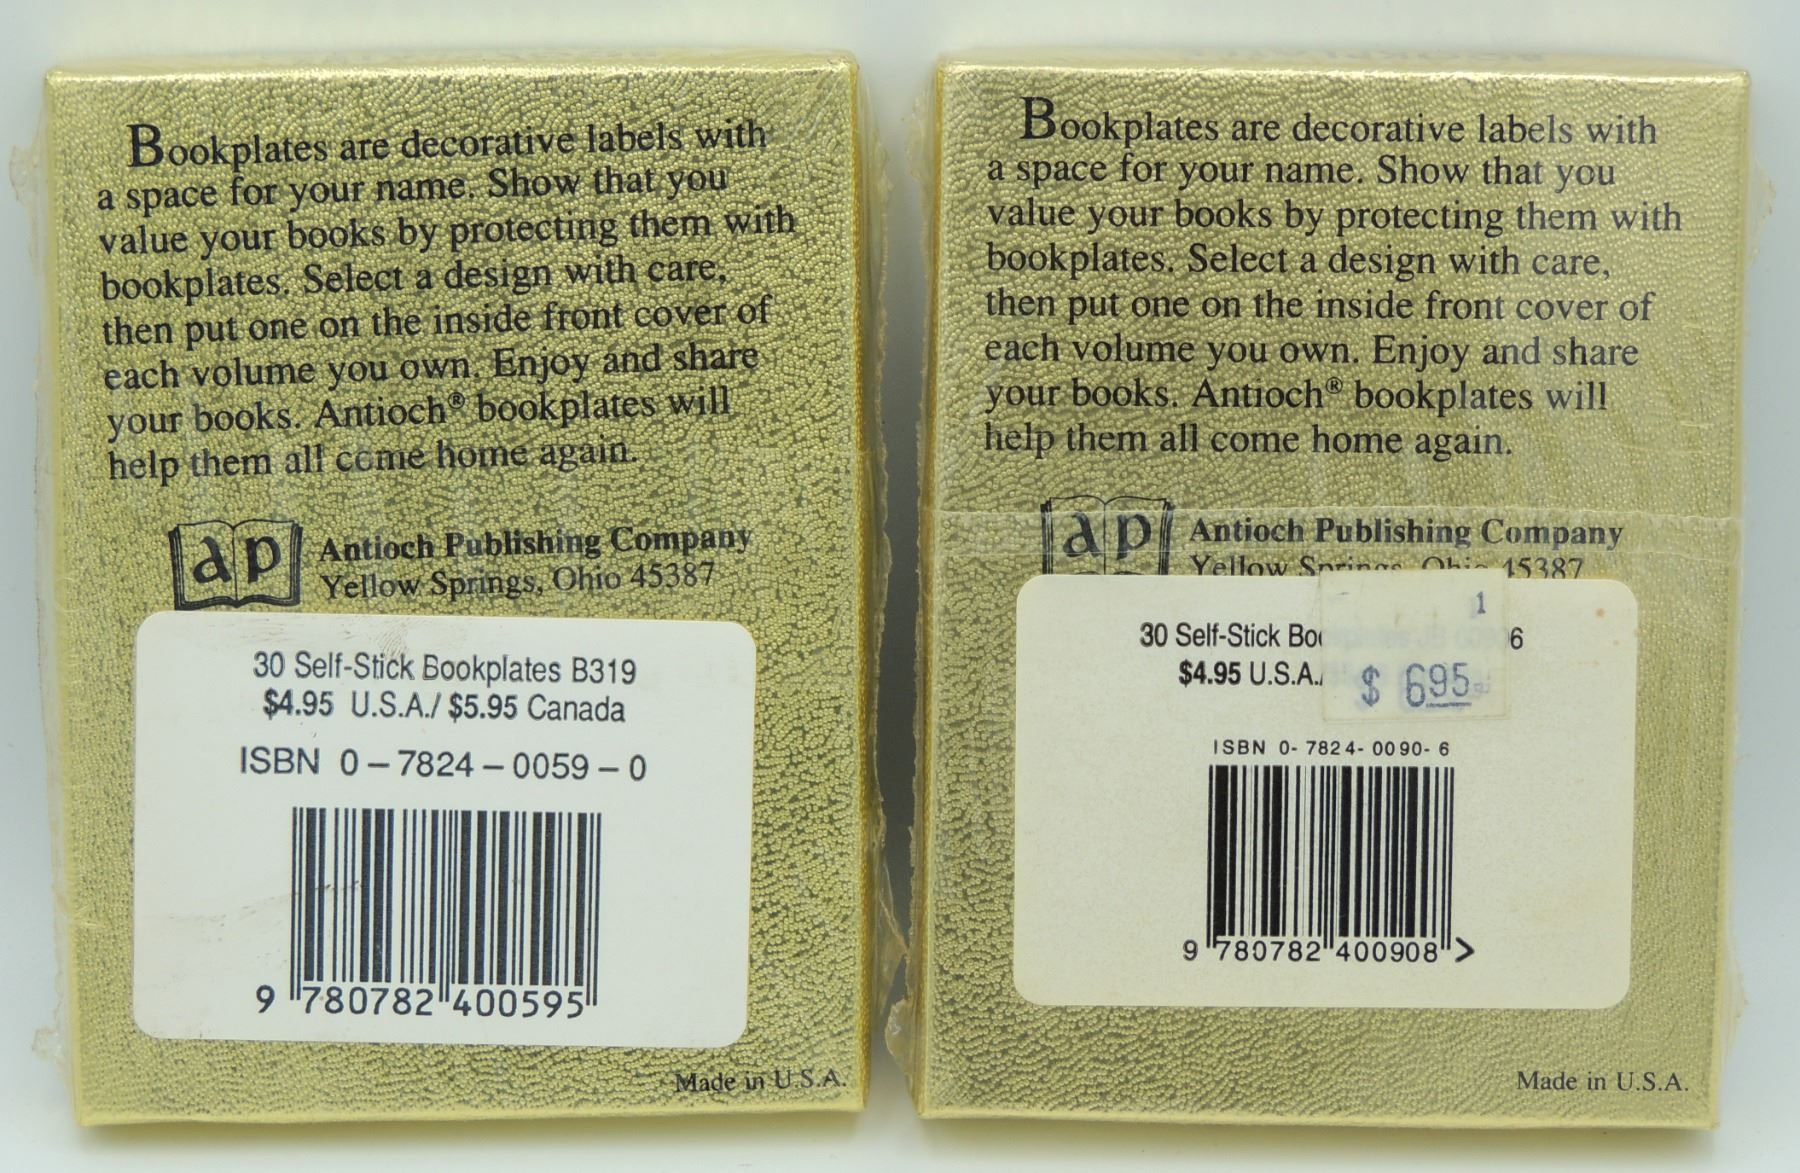 Bookplates are decorative labels with
a space for your name. Show that you
value your books by protecting them with
bookplates. Select a design with care,
then put one on the inside front cover of
each volume you own. Enjoy and share
your books. Antioch® bookplates will
help them all come home again.
ap
Antioch Publishing Company
Yellow Springs, Ohio 45387
30 Self-Stick Bookplates B319
$4.95 U.S.A./ $5.95 Canada
ISBN 0-7824-0059-0
9 780782 400595
Made in U.S.A.
Bookplates are decorative labels with
a space for your name. Show that you
value your books by protecting them with
bookplates. Select a design with care,
then put one on the inside front cover of
each volume you own. Enjoy and share
your books. Antioch® bookplates will
help them all come home again.
ap
Antioch Publishing Company
Yellow Springs, Ohio 45387
30 Self-Stick 6
$4.95 U.S.A./
1
$ 6.95
ISBN 0-7824-0090-6
9 780782 400908 >
Made in U.S.A.